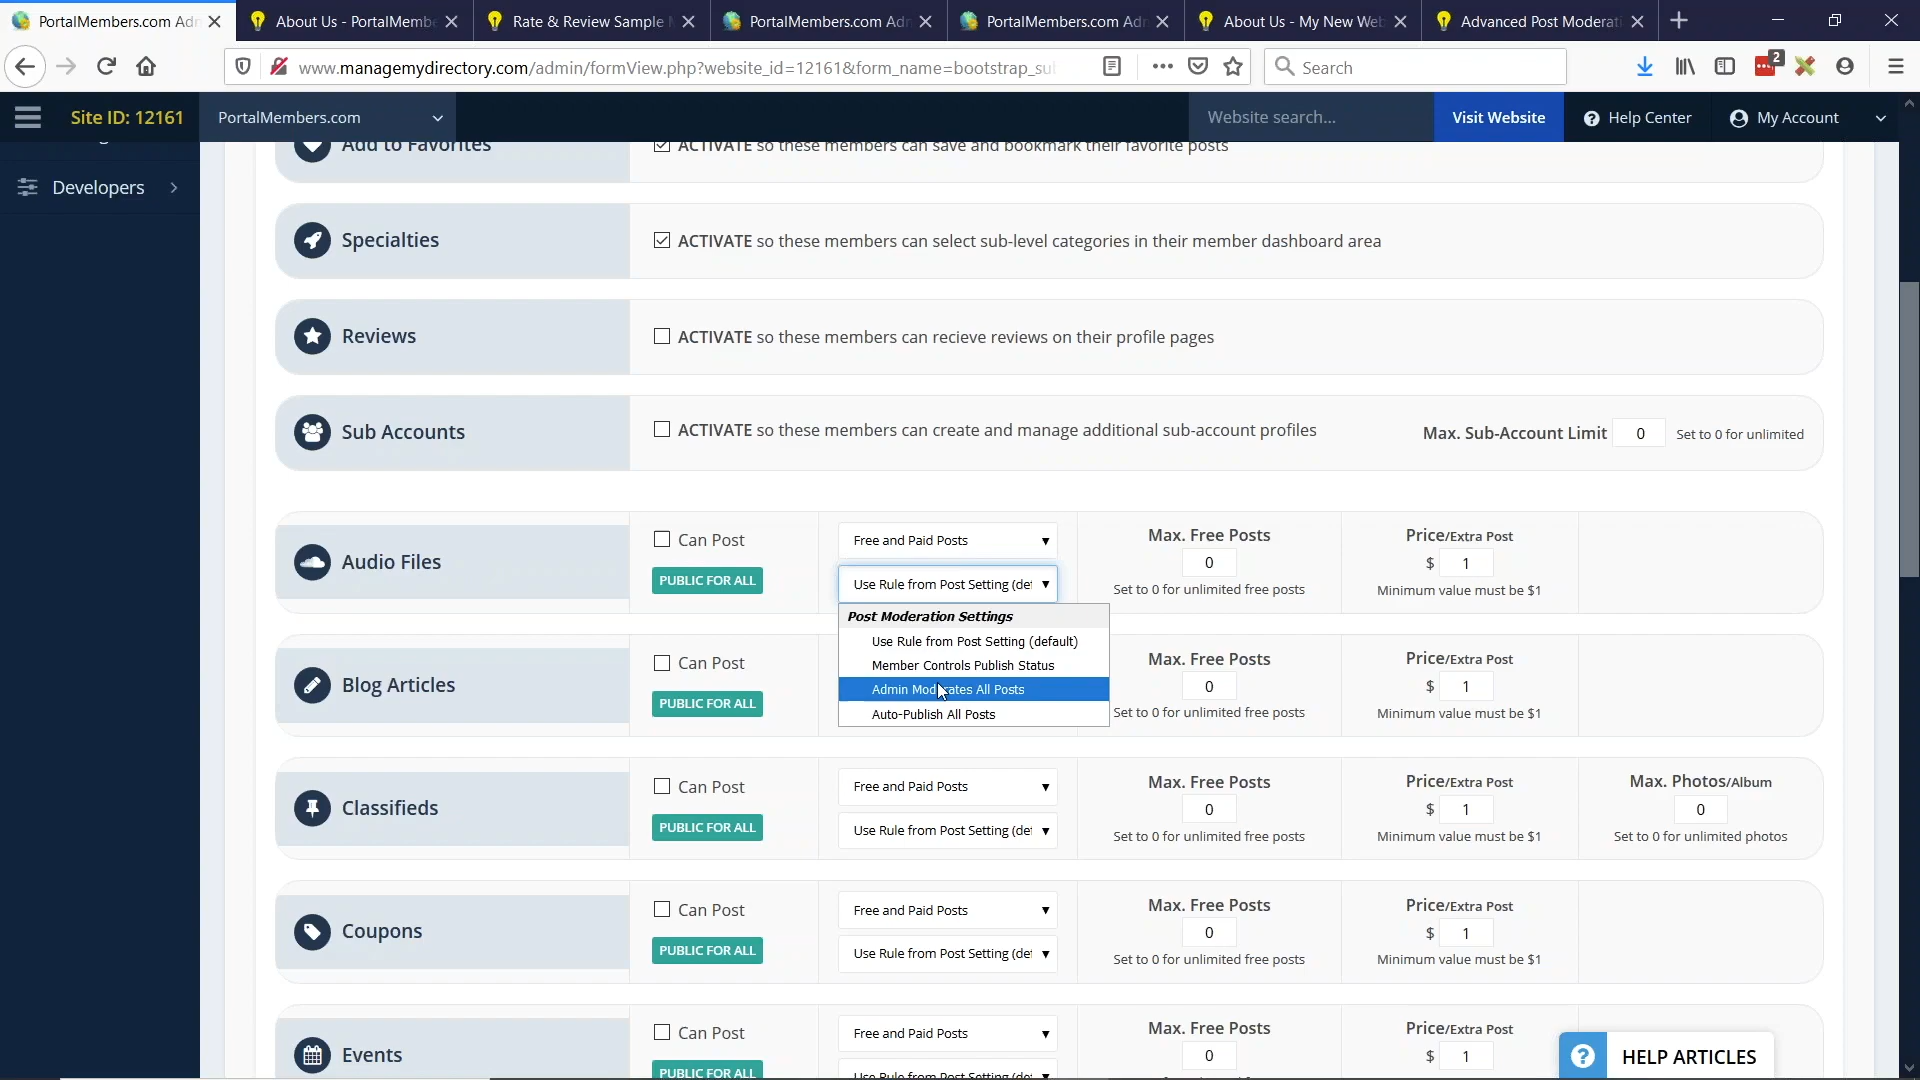 PortalMembers.com Adm
About Us - PortalMembe
Rate & Review Sample
PortalMembers.com Adm
PortalMembers.com Adm
About Us - My New Web
Advanced Post Moderati
www.managemydirectory.com/admin/formView.php?website_id=12161&form_name=bootstrap_su
Search
2
Site ID: 12161
PortalMembers.com
Website search...
Visit Website
Help Center
My Account
Developers
Add to Favorites
ACTIVATE so these members can save and bookmark their favorite posts
Specialties
ACTIVATE so these members can select sub-level categories in their member dashboard area
Reviews
ACTIVATE so these members can recieve reviews on their profile pages
Sub Accounts
ACTIVATE so these members can create and manage additional sub-account profiles
Max. Sub-Account Limit 0 Set to 0 for unlimited
Audio Files
Can Post
PUBLIC FOR ALL
Free and Paid Posts
Use Rule from Post Setting (de
Post Moderation Settings
Use Rule from Post Setting (default)
Member Controls Publish Status
Admin Moderates All Posts
Auto-Publish All Posts
Max. Free Posts
0
Set to 0 for unlimited free posts
Price/Extra Post
$ 1
Minimum value must be $1
Blog Articles
Can Post
PUBLIC FOR ALL
Max. Free Posts
0
Set to 0 for unlimited free posts
Price/Extra Post
$ 1
Minimum value must be $1
Classifieds
Can Post
PUBLIC FOR ALL
Free and Paid Posts
Use Rule from Post Setting (de
Max. Free Posts
0
Set to 0 for unlimited free posts
Price/Extra Post
$ 1
Minimum value must be $1
Max. Photos/Album
0
Set to 0 for unlimited photos
Coupons
Can Post
PUBLIC FOR ALL
Free and Paid Posts
Use Rule from Post Setting (de
Max. Free Posts
0
Set to 0 for unlimited free posts
Price/Extra Post
$ 1
Minimum value must be $1
Events
Can Post
PUBLIC FOR ALL
Free and Paid Posts
Use Rule from Post Setting (de
Max. Free Posts
0
Price/Extra Post
$ 1
? HELP ARTICLES